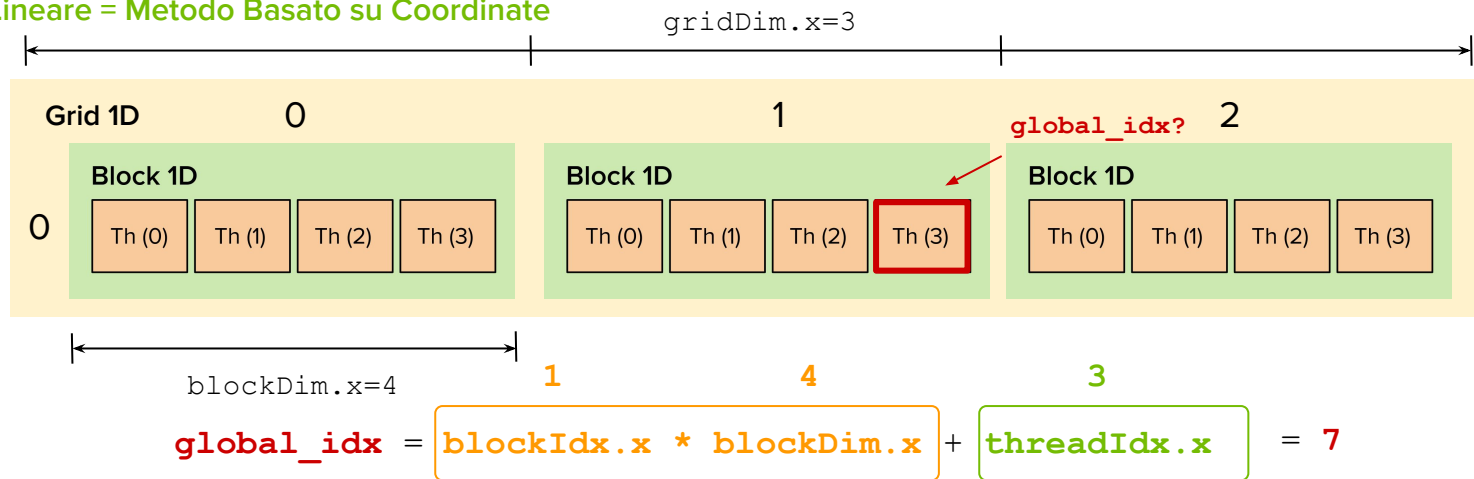 Lineare = Metodo Basato su Coordinate
gridDim.x=3
Grid 1D
0
1
2
global_idx?
Block 1D
Block 1D
Block 1D
0
Th (0) Th (1) Th (2) Th (3)
Th (0) Th (1) Th (2) Th (3)
Th (0) Th (1) Th (2) Th (3)
blockDim.x=4
1 4 3
global_idx = blockIdx.x * blockDim.x + threadIdx.x = 7